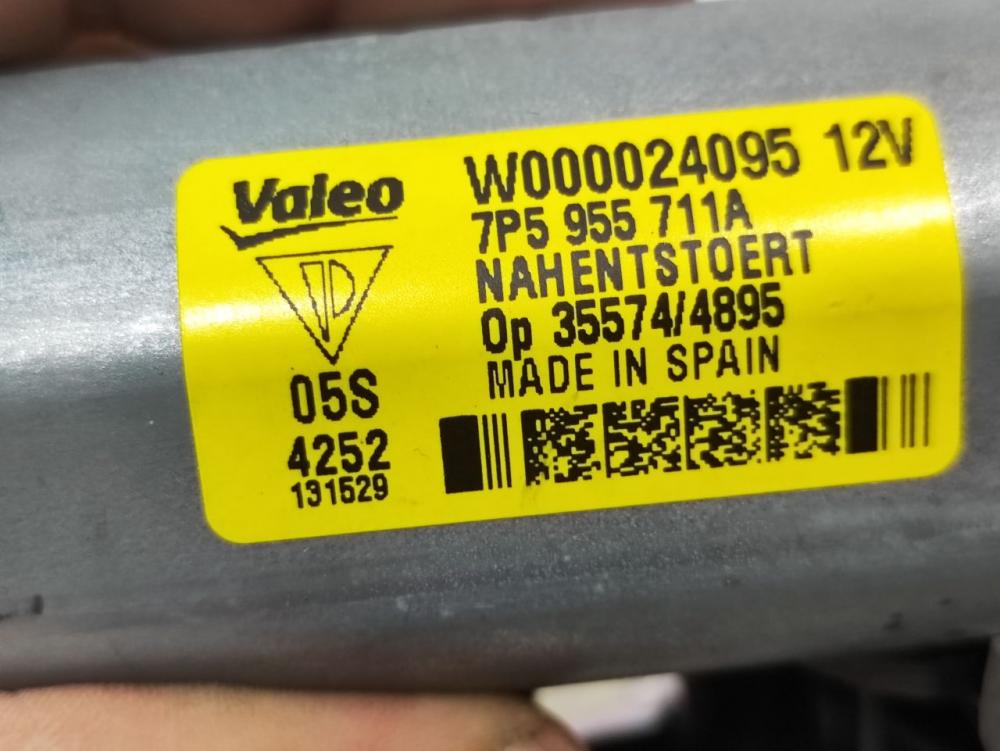 Valeo
W000024095 12V
7P5 955 711A
NAHENTSTOERT
Op 35574/4895
MADE IN SPAIN
05S
4252
131529